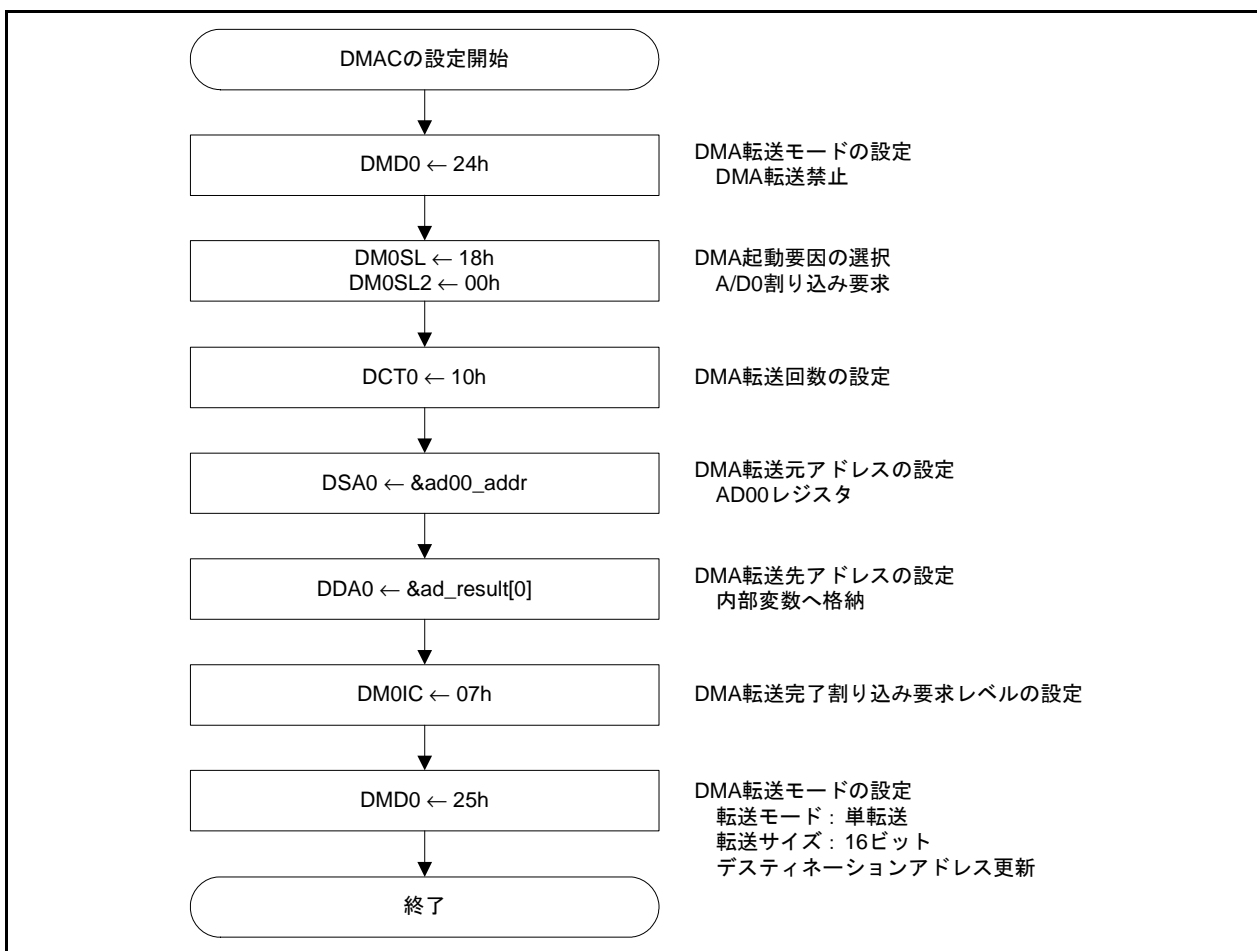 DMACの設定開始
DMD0 ← 24h
DMA転送モードの設定
DMA転送禁止
DM0SL ← 18h
DM0SL2 ← 00h
DMA起動要因の選択
A/D0割り込み要求
DCT0 ← 10h
DMA転送回数の設定
DSA0 ← &ad00_addr
DMA転送元アドレスの設定
AD00レジスタ
DDA0 ← &ad_result[0]
DMA転送先アドレスの設定
内部変数へ格納
DM0IC ← 07h
DMA転送完了割り込み要求レベルの設定
DMD0 ← 25h
DMA転送モードの設定
転送モード：単転送
転送サイズ：16ビット
デスティネーションアドレス更新
終了